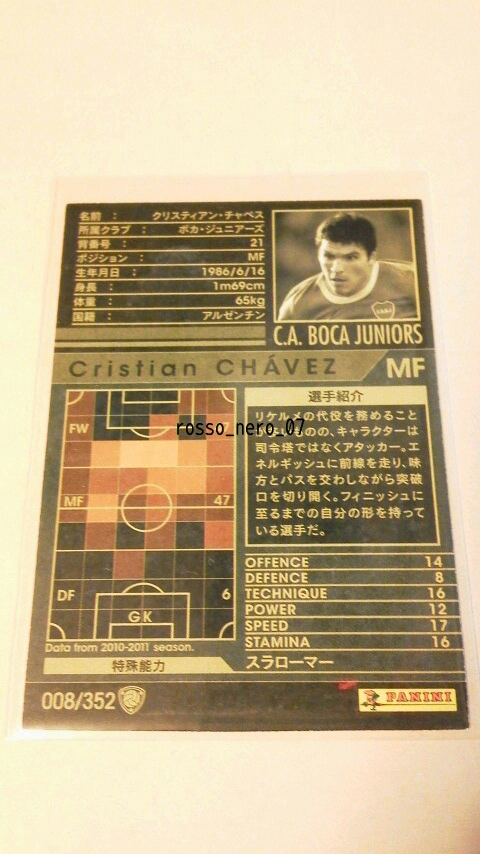 名前 : クリスティアン・チャベス
所属クラブ : ボカ・ジュニアーズ
背番号 : 21
ポジション : MF
生年月日 : 1986/6/16
身長 : 1m69cm
体重 : 65kg
国籍 : アルゼンチン
C.A. BOCA JUNIORS
Cristian CHÁVEZ MF
選手紹介
リケルメの代役を務めること
ものの、キャラクターは
司令塔ではなくアタッカー。エ
ネルギッシュに前線を走り、味
方とパスを交わしながら突破
口を切り開く。フィニッシュに
至るまでの自分の形を持って
いる選手だ。
FW
rosso_nero_07
MF 47
DF 6
GK
Data from 2010-2011 season.
OFFENCE 14
DEFENCE 8
TECHNIQUE 16
POWER 12
SPEED 17
STAMINA 16
特殊能力 スラローマー
008/352
PANINI